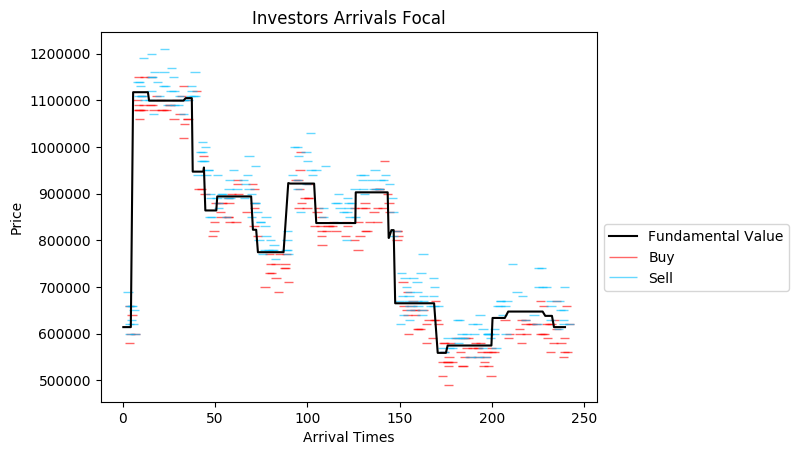 Investors Arrivals Focal
1200000
1100000
1000000
900000
800000
700000
600000
500000
Price
0
50
100
150
200
250
Arrival Times
Fundamental Value
Buy
Sell